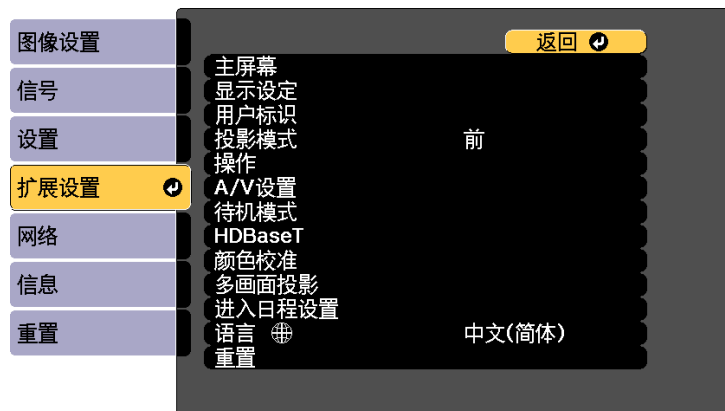 图像设置
信号
设置
扩展设置
网络
信息
重置
返回
主屏幕
显示设定
用户标识
投影模式 前
操作
A/V设置
待机模式
HDBaseT
颜色校准
多画面投影
进入日程设置
语言 中文(简体)
重置